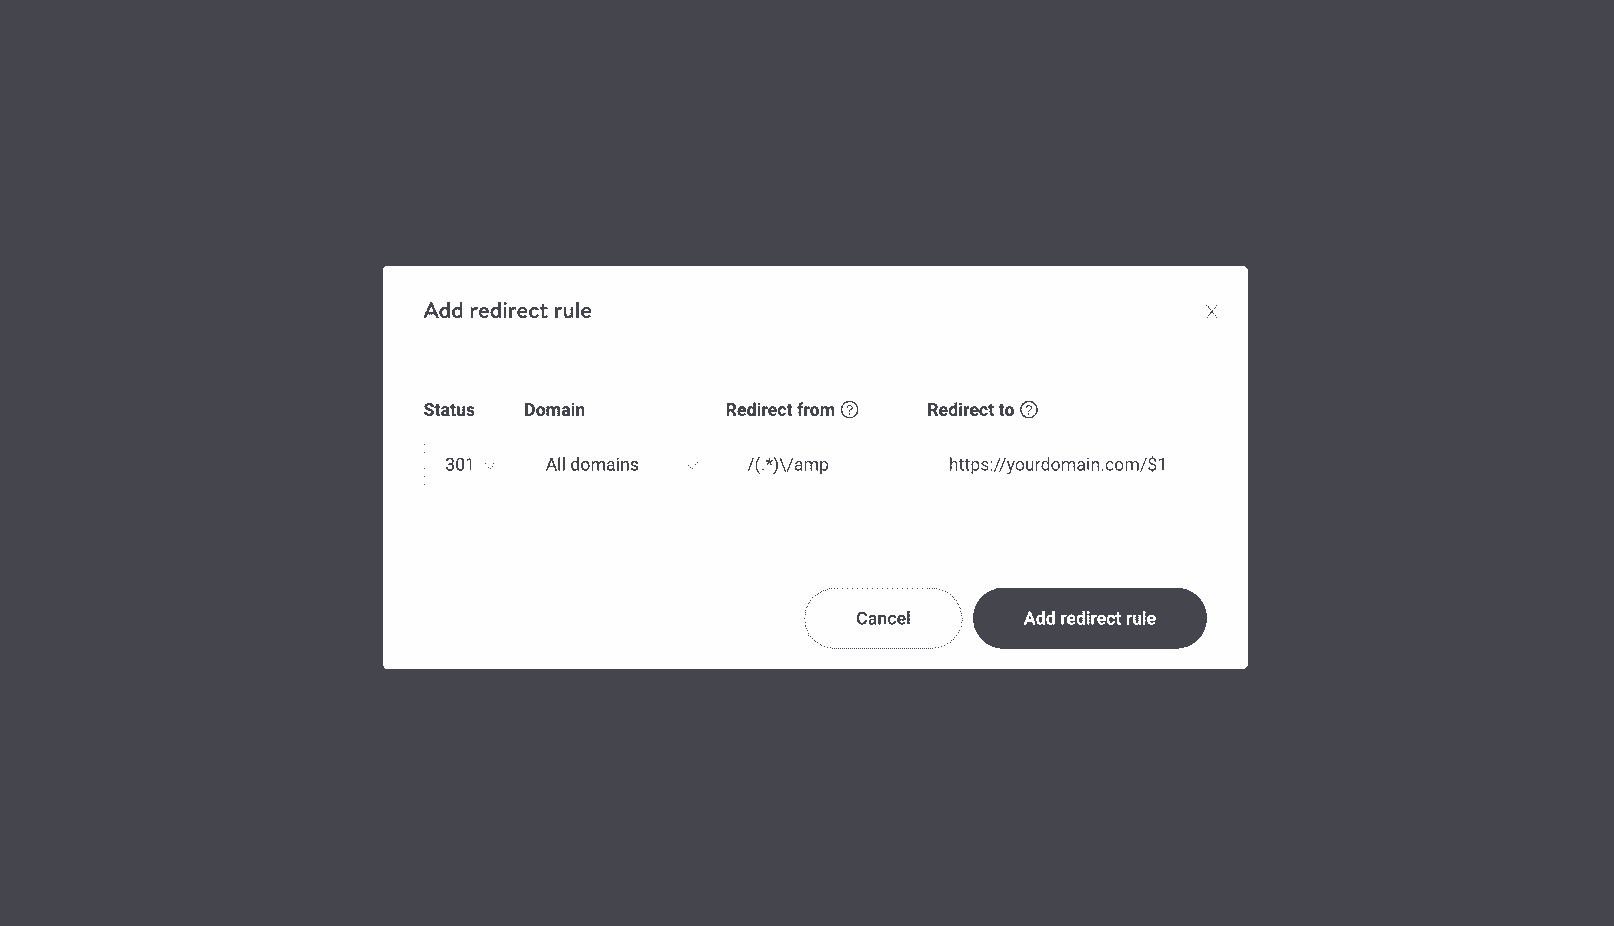 Add redirect rule
Status Domain Redirect from ? Redirect to ?
301 All domains /(.*)\/amp https://yourdomain.com/$1
Cancel Add redirect rule